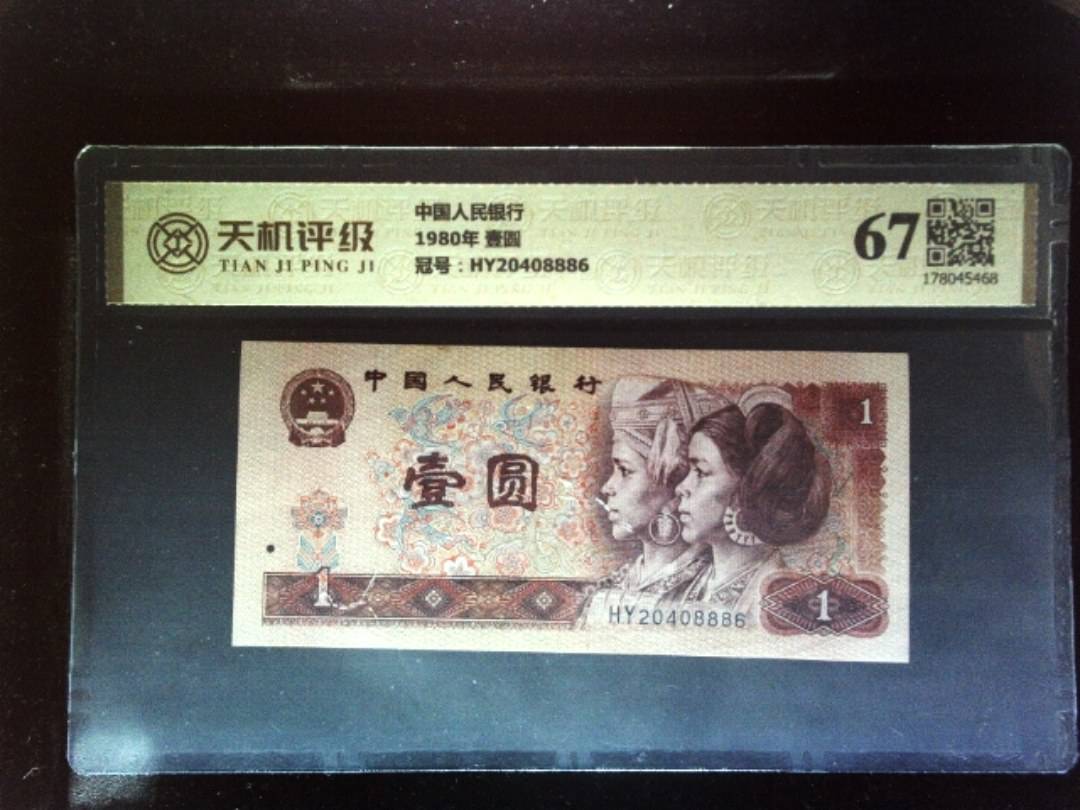 天机评级
TIAN JI PING JI
中国人民银行
1980年 壹圆
冠号：HY20408886
67
178045468
中国人民银行
1
壹圆
1
HY20408886
1